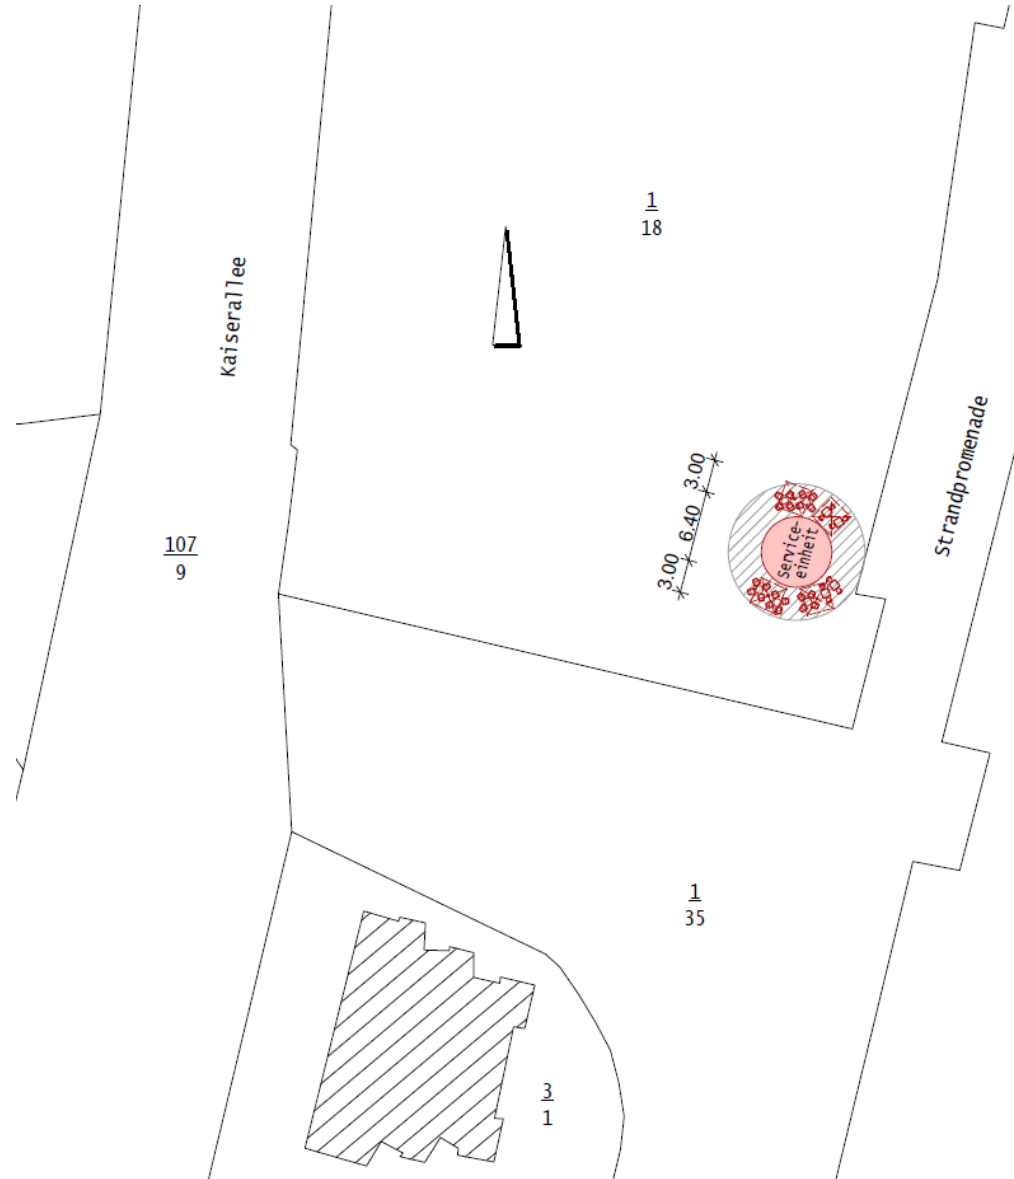 1
18
Kaiserallee
3.00
6.40
3.00
Service-
einheit
Strandpromenade
107
9
1
35
3
1